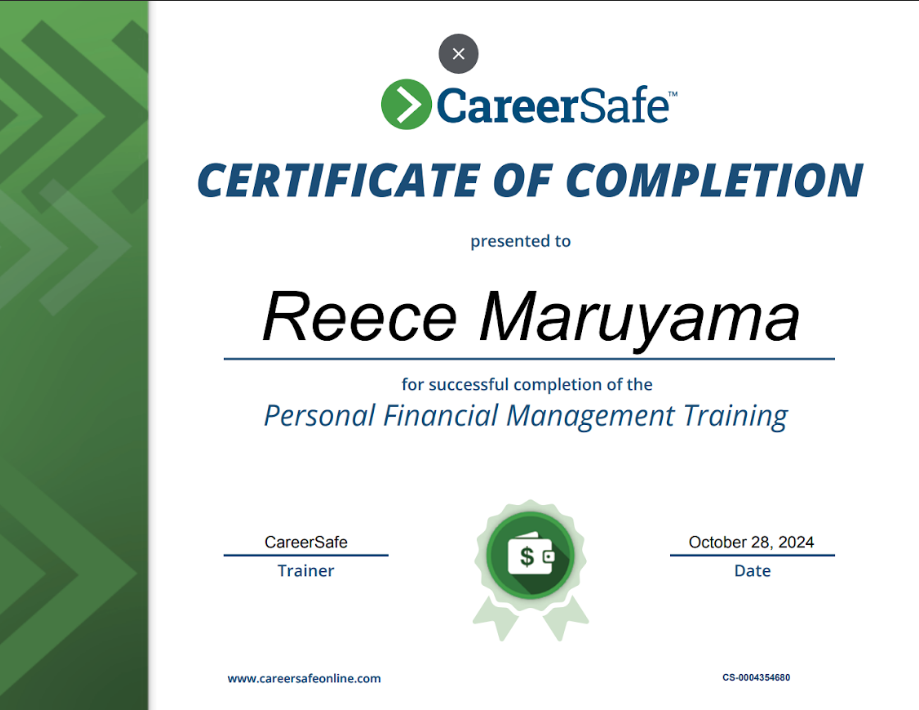 CareerSafe™
CERTIFICATE OF COMPLETION
presented to
Reece Maruyama
for successful completion of the
Personal Financial Management Training
CareerSafe
Trainer
$
October 28, 2024
Date
www.careersafeonline.com
CS-0004354680